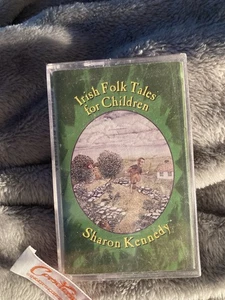 Irish Folk Tales
for Children
Sharon Kennedy